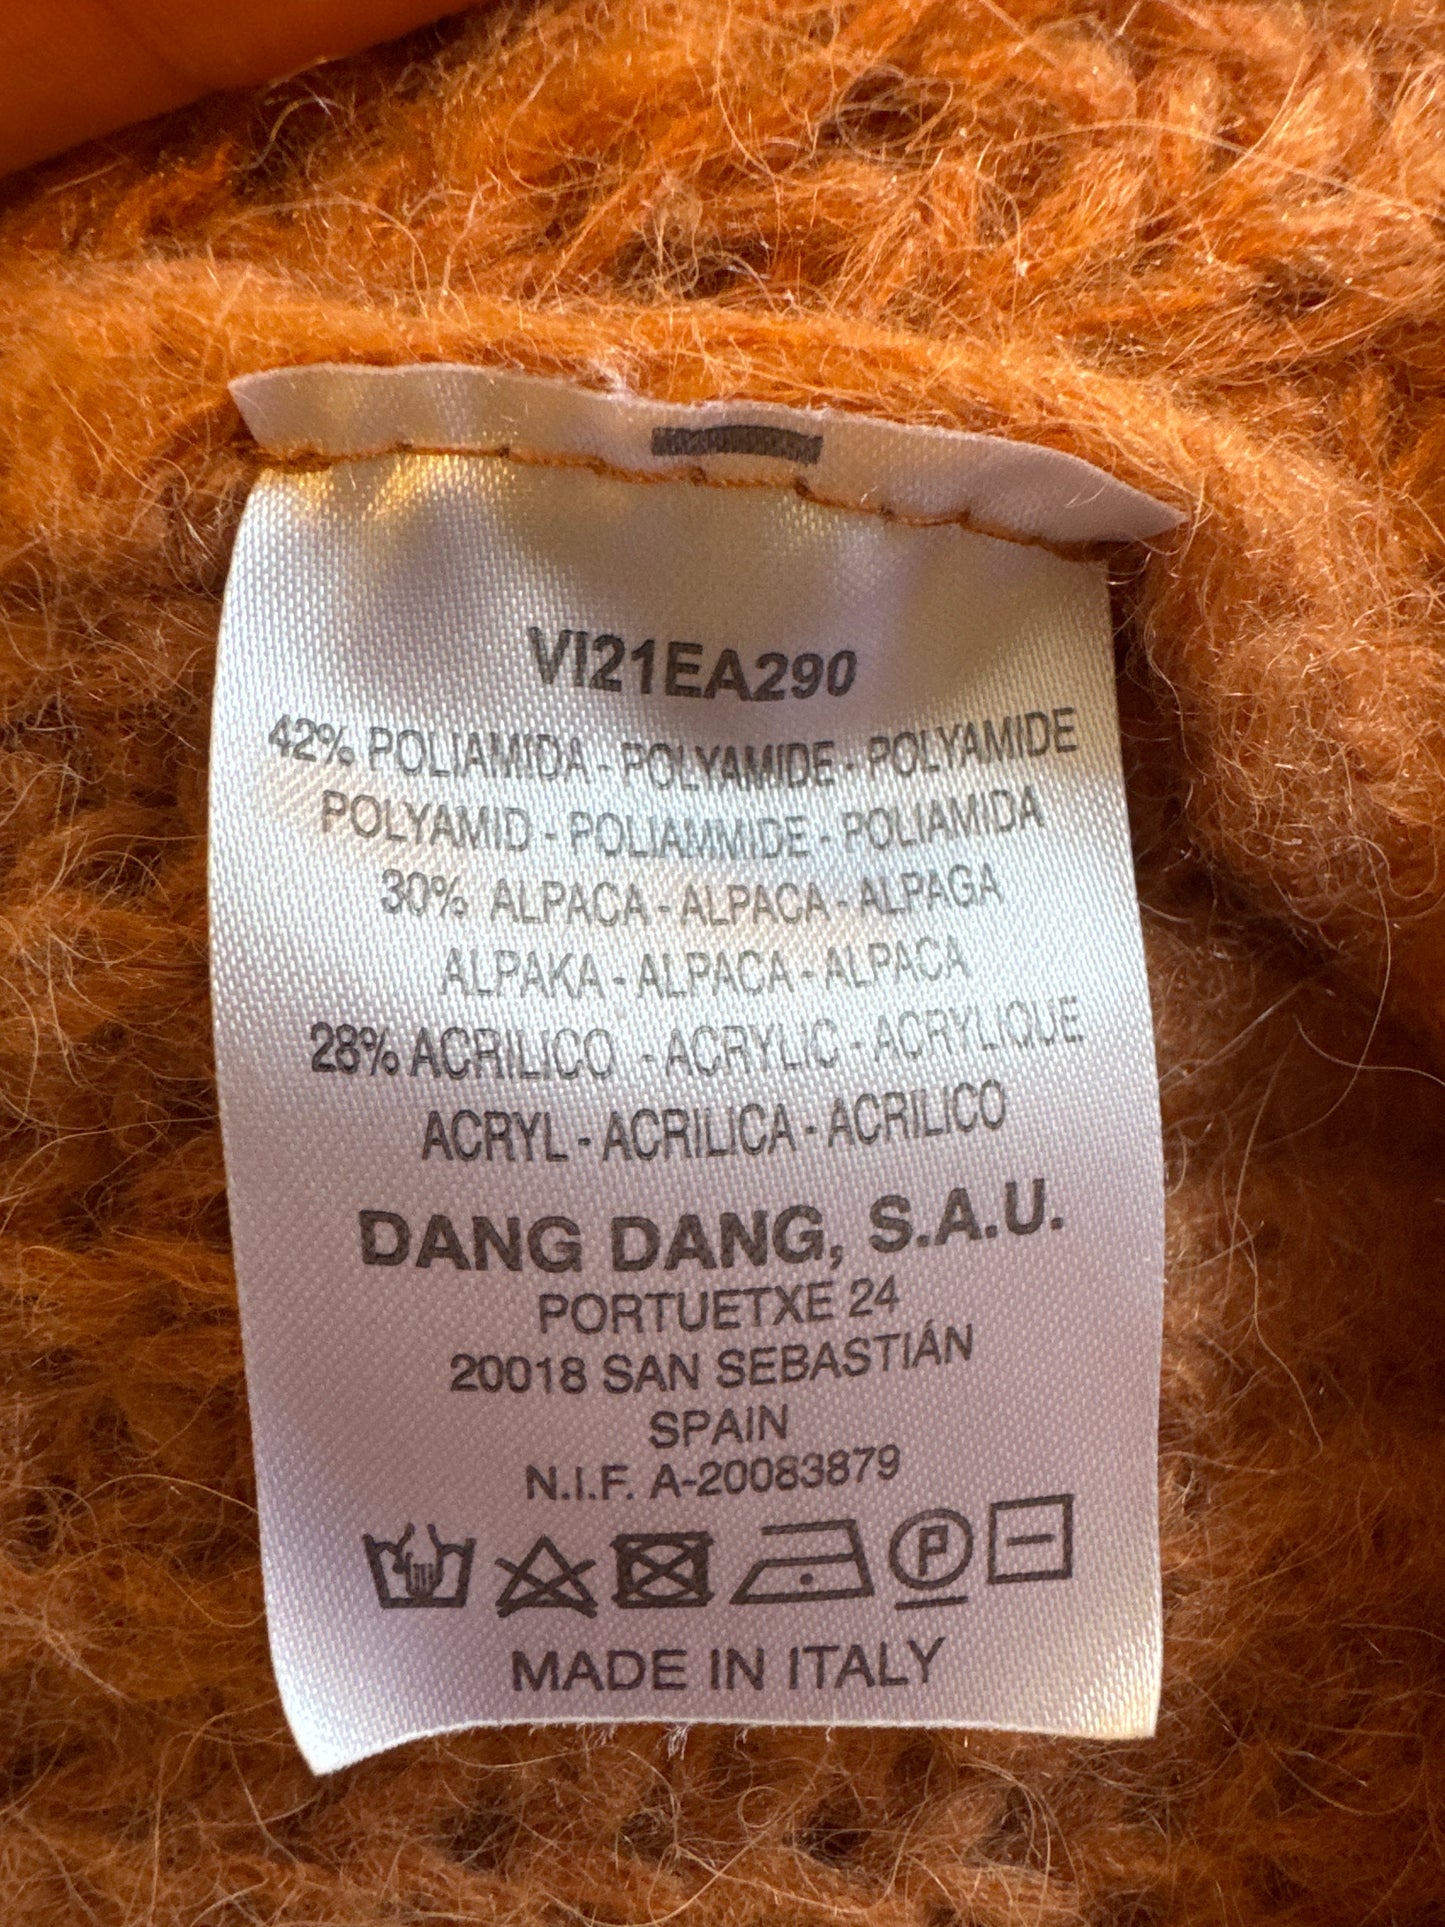 VI21EA290
42% POLIAMIDA - POLYAMIDE - POLYAMIDE
POLYAMID - POLIAMMIDE - POLIAMIDA
30% ALPACA - ALPACA - ALPAGA
ALPAKA - ALPACA - ALPACA
28% ACRILICO - ACRYLIC - ACRYLIQUE
ACRYL - ACRILICA - ACRILICO
DANG DANG, S.A.U.
PORTUETXE 24
20018 SAN SEBASTIÁN
SPAIN
N.I.F. A-20083879
P
MADE IN ITALY